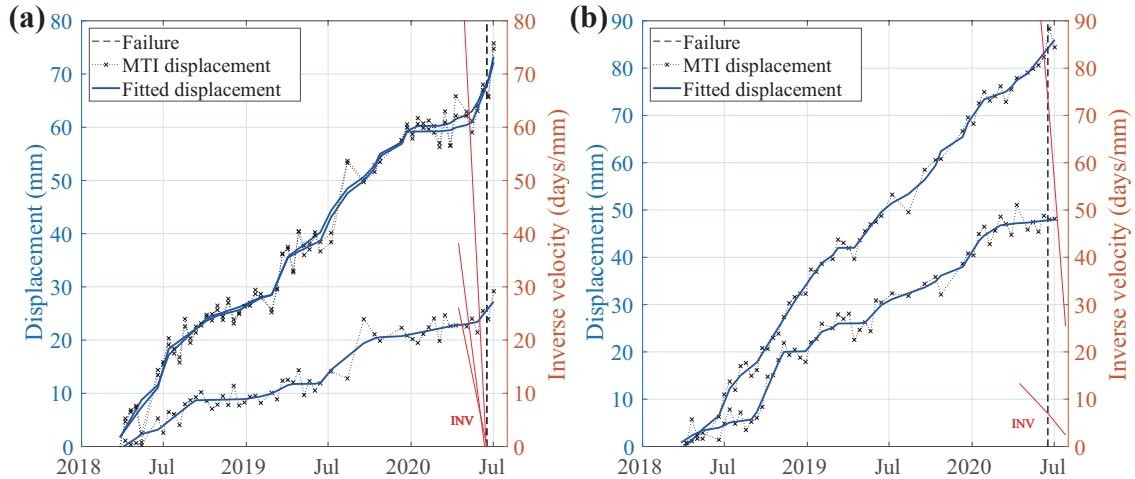 (a)
80
70
60
50
40
30
20
10
0
Displacement (mm)
Failure
MTI displacement
Fitted displacement
INV
80
70
60
50
40
30
20
10
0
Inverse velocity (days/mm)
2018
Jul
2019
Jul
2020
Jul
(b)
90
80
70
60
50
40
30
20
10
0
Displacement (mm)
Failure
MTI displacement
Fitted displacement
INV
90
80
70
60
50
40
30
20
10
0
Inverse velocity (days/mm)
2018
Jul
2019
Jul
2020
Jul